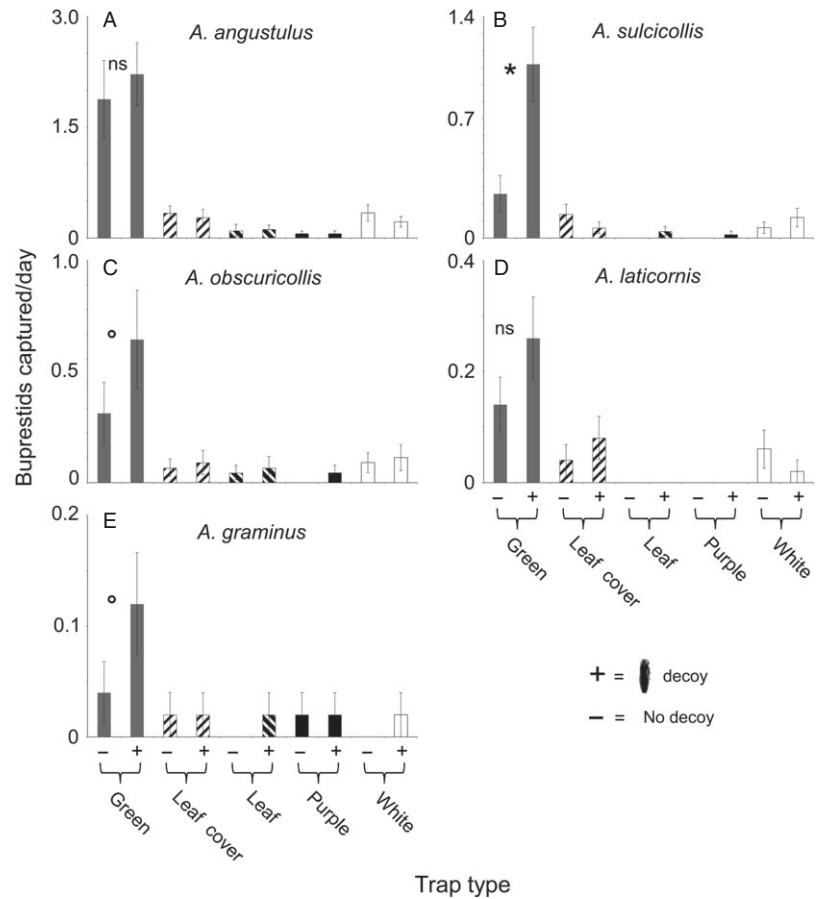 A
A. angustulus
3.0
1.5
0
ns
B
A. sulcicollis
1.4
0.7
0
*
C
A. obscuricollis
1.0
0.5
0
°
D
A. laticornis
0.4
0.2
0
ns
− + − + − + − + − +
Green Leaf cover Leaf Purple White
E
A. graminus
0.2
0.1
0
°
− + − + − + − + − +
Green Leaf cover Leaf Purple White
+ = decoy
− = No decoy
Buprestids captured/day
Trap type